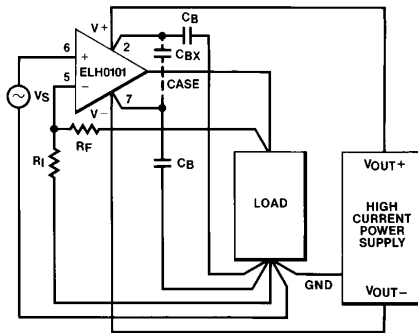 V+
CB
6
2
+
CBX
ELH0101
5
CASE
−
7
VS
V−
RF
RI
CB
LOAD
VOUT+
HIGH
CURRENT
POWER
SUPPLY
GND
VOUT−